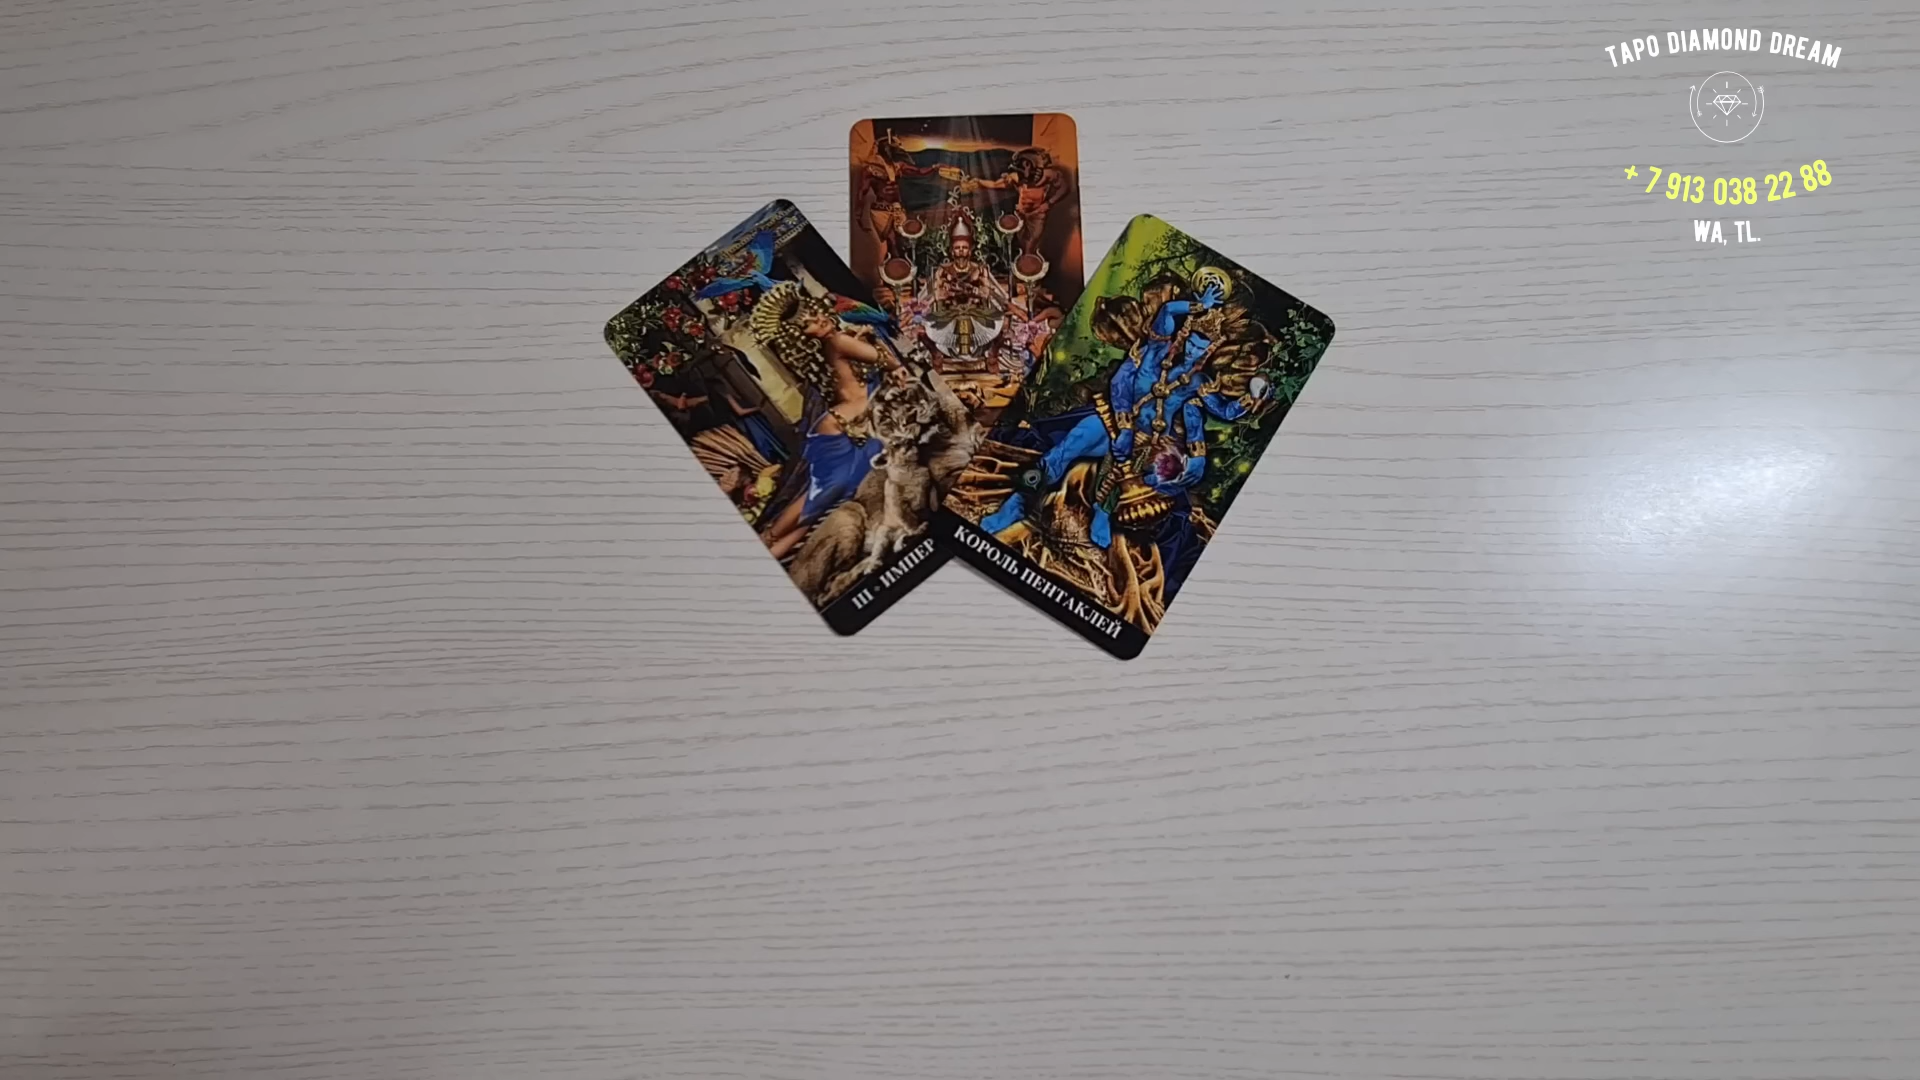 ТАРО DIAMOND DREAM
+ 7 913 038 22 88
WA, TL.
III • ИМПЕР
КОРОЛЬ ПЕНТАКЛЕЙ